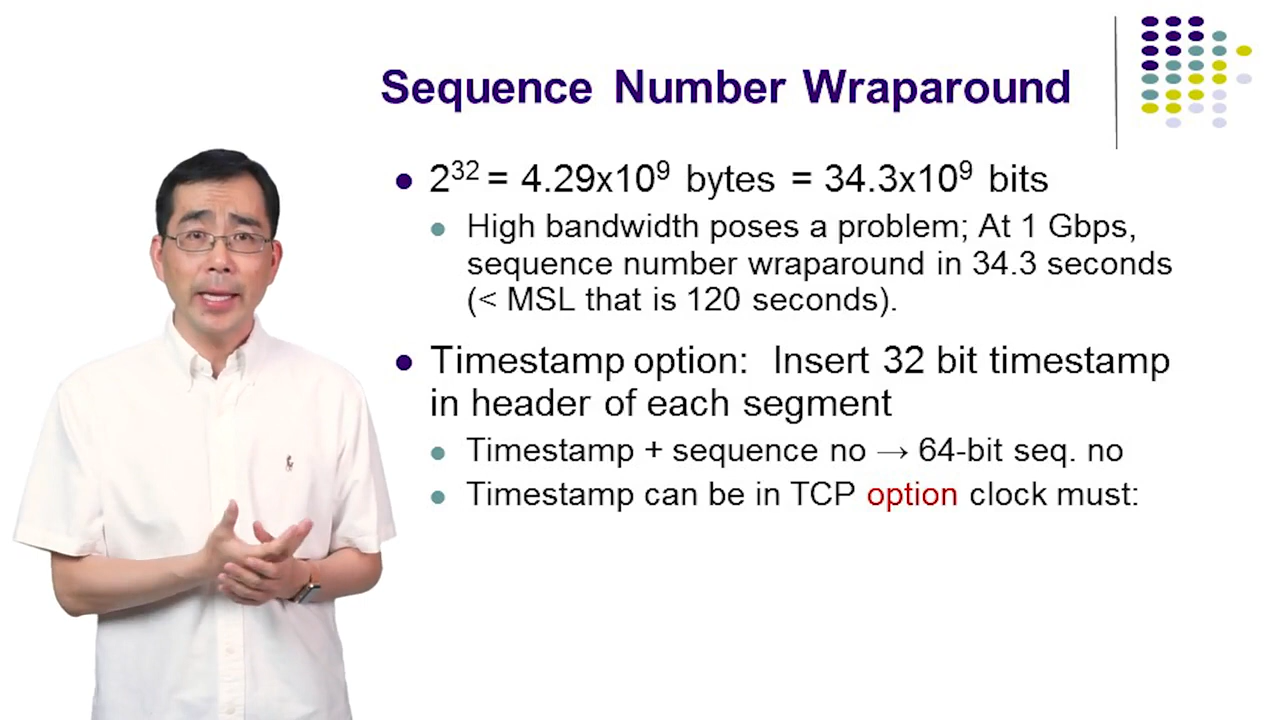 Sequence Number Wraparound
2³² = 4.29x10⁹ bytes = 34.3x10⁹ bits
High bandwidth poses a problem; At 1 Gbps,
sequence number wraparound in 34.3 seconds
(< MSL that is 120 seconds).
Timestamp option: Insert 32 bit timestamp
in header of each segment
Timestamp + sequence no → 64-bit seq. no
Timestamp can be in TCP option clock must: